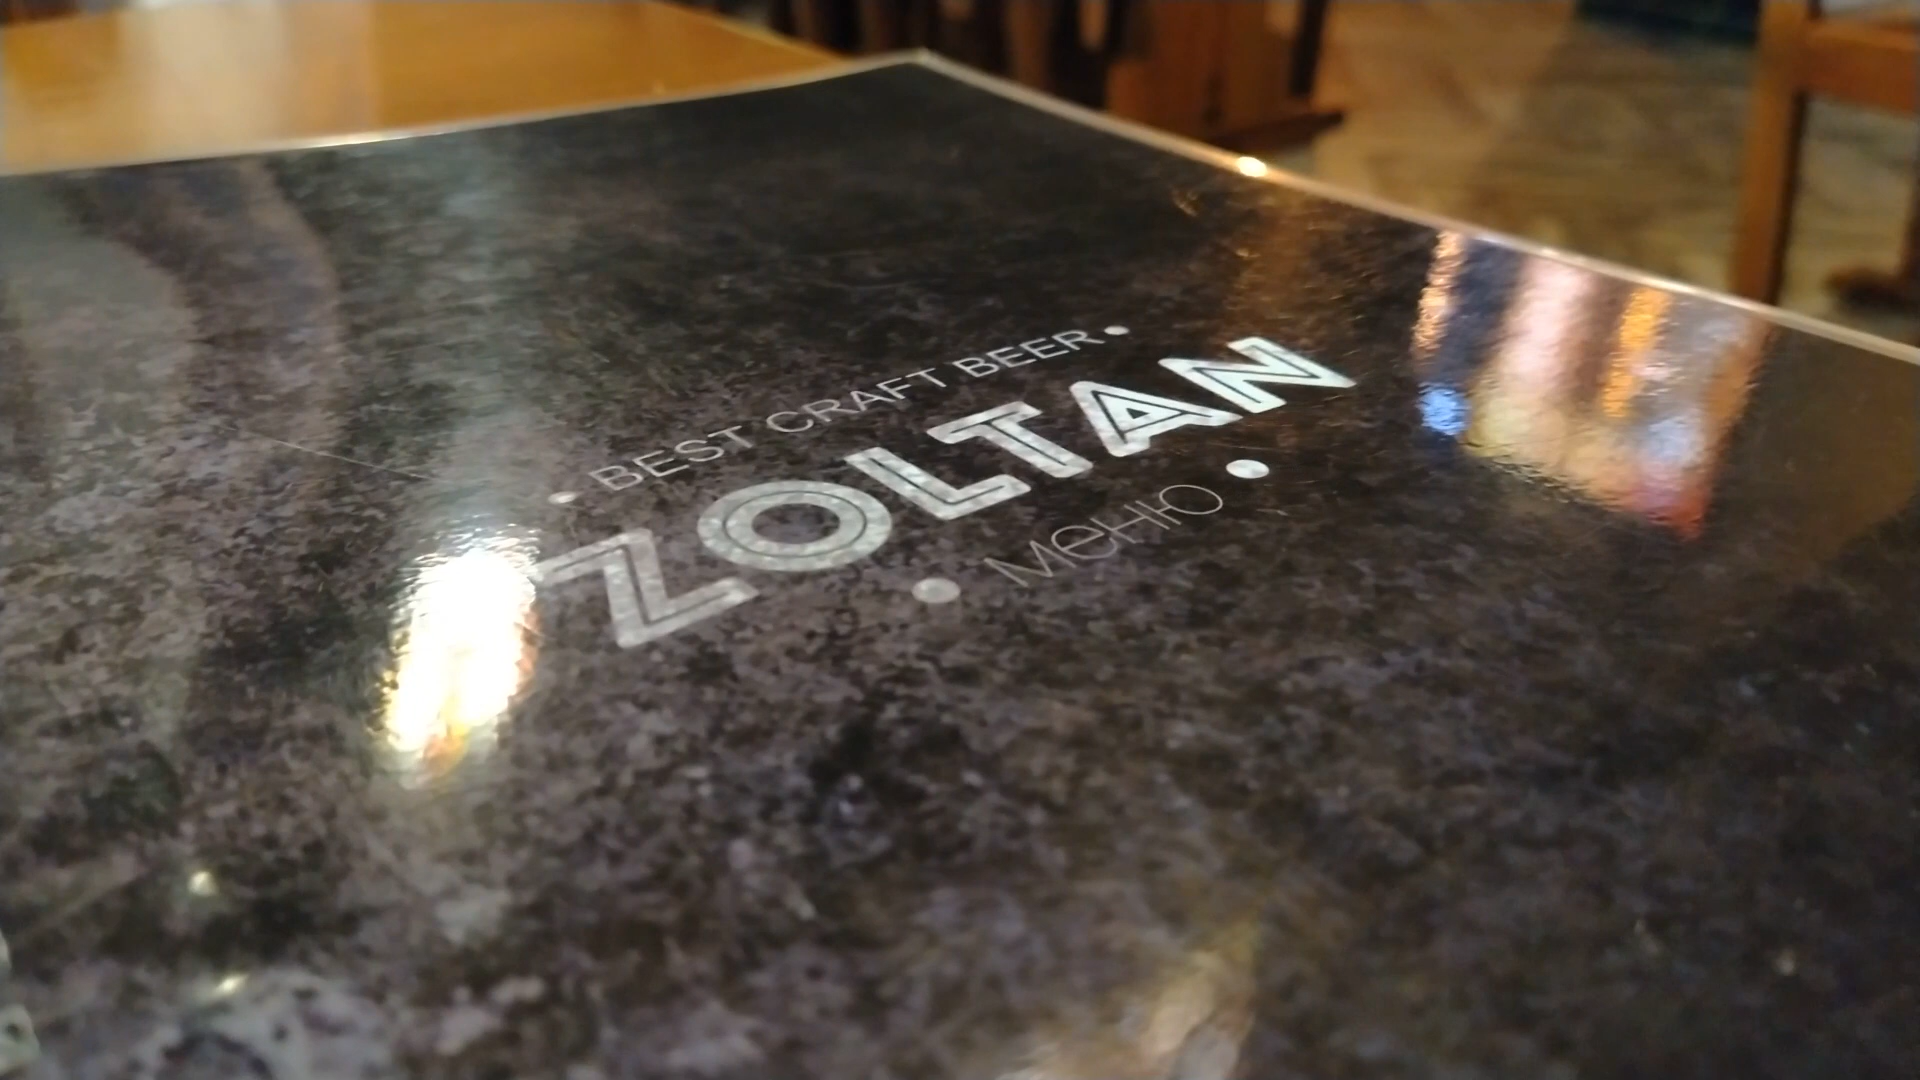 • BEST CRAFT BEER •
ZOLTAN
• Меню •